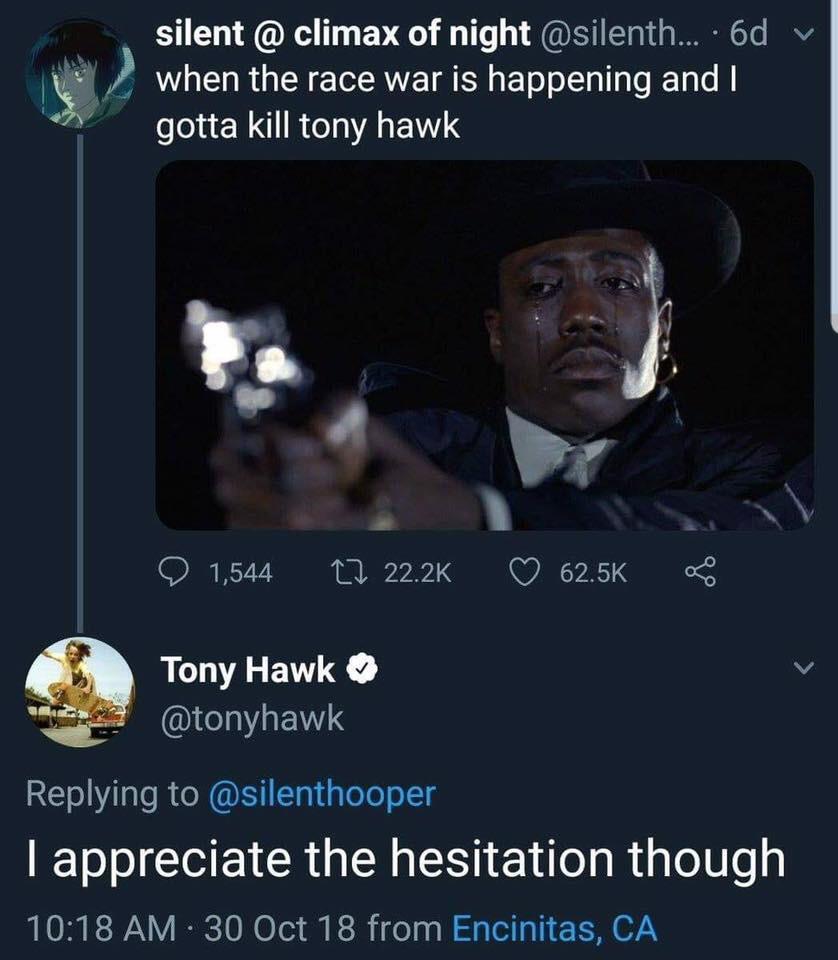 silent @ climax of night @silenth... · 6d
when the race war is happening and I
gotta kill tony hawk
1,544 22.2K 62.5K
Tony Hawk
@tonyhawk
Replying to @silenthooper
I appreciate the hesitation though
10:18 AM · 30 Oct 18 from Encinitas, CA